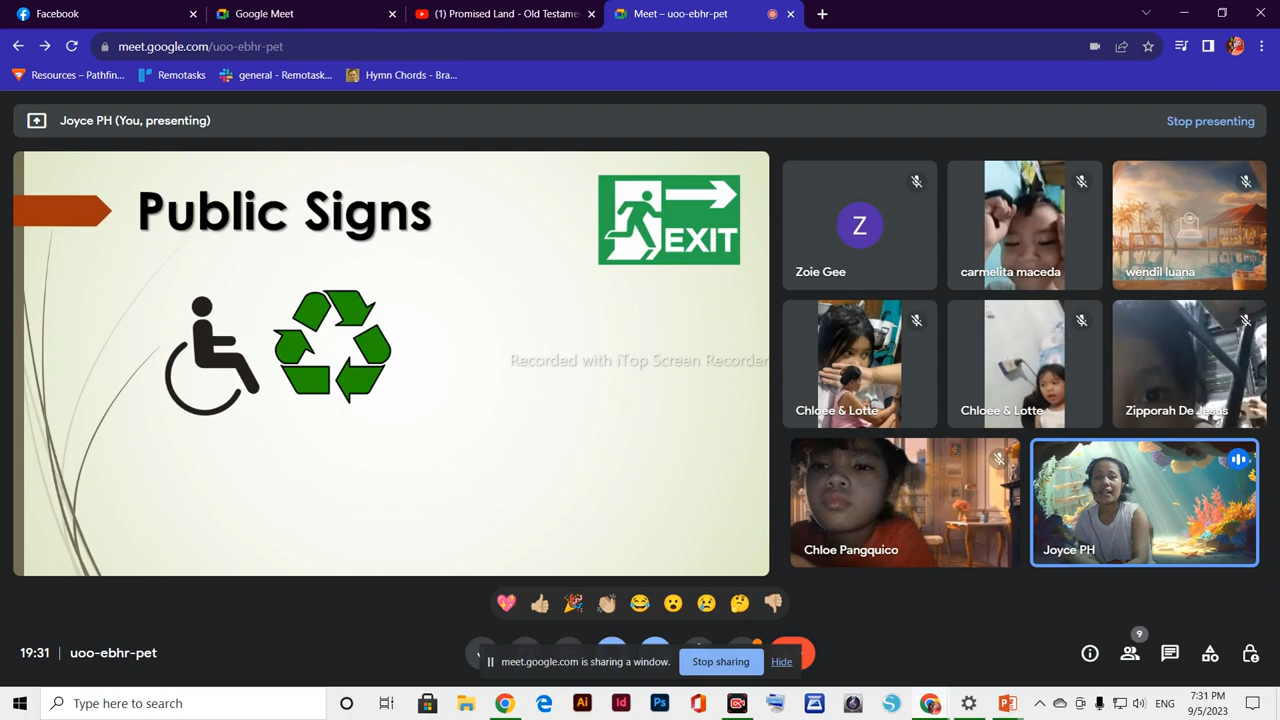 Facebook
Google Meet
(1) Promised Land - Old Testame
Meet – uoo-ebhr-pet
meet.google.com/uoo-ebhr-pet
Resources – Pathfin...
Remotasks
general - Remotask...
Hymn Chords - Bra...
Joyce PH (You, presenting)
Stop presenting
Public Signs
EXIT
Recorded with iTop Screen Recorder
Z
Zoie Gee
carmelita maceda
wendil luana
Chloee & Lotte
Chloee & Lotte
Zipporah De Jesus
Chloe Pangquico
Joyce PH
19:31
uoo-ebhr-pet
meet.google.com is sharing a window.
Stop sharing
Hide
9
Type here to search
Ai
Id
Ps
ENG
7:31 PM
9/5/2023